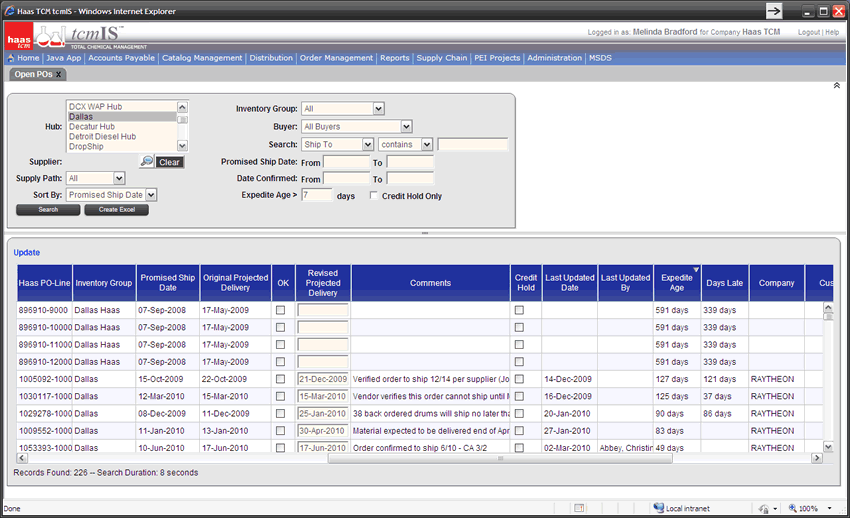 Haas TCM tcmIS - Windows Internet Explorer
haas tcm
tcmIS
TOTAL CHEMICAL MANAGEMENT
Logged in as: Melinda Bradford for Company Haas TCM Logout | Help
Home Java App Accounts Payable Catalog Management Distribution Order Management Reports Supply Chain PEI Projects Administration MSDS
Open POs x
Hub:
DCX WAP Hub
Dallas
Decatur Hub
Detroit Diesel Hub
DropShip
Supplier: Clear
Supply Path: All
Sort By: Promised Ship Date
Search Create Excel
Inventory Group: All
Buyer: All Buyers
Search: Ship To contains
Promised Ship Date: From To
Date Confirmed: From To
Expedite Age > 7 days Credit Hold Only
Update
Haas PO-Line Inventory Group Promised Ship Date Original Projected Delivery OK Revised Projected Delivery Comments Credit Hold Last Updated Date Last Updated By Expedite Age Days Late Company Cus
896910-9000 Dallas Haas 07-Sep-2008 17-May-2009 591 days 339 days
896910-10000 Dallas Haas 07-Sep-2008 17-May-2009 591 days 339 days
896910-11000 Dallas Haas 07-Sep-2008 17-May-2009 591 days 339 days
896910-12000 Dallas Haas 07-Sep-2008 17-May-2009 591 days 339 days
1005092-1000 Dallas 15-Oct-2009 22-Oct-2009 21-Dec-2009 Verified order to ship 12/14 per supplier (Jo 14-Dec-2009 127 days 121 days RAYTHEON
1030117-1000 Dallas 12-Nov-2009 15-Mar-2010 Vendor verifies this order cannot ship until M 16-Dec-2009 125 days 37 days RAYTHEON
1029278-1000 Dallas 08-Dec-2009 11-Dec-2009 25-Jan-2010 38 back ordered drums will ship no later tha 20-Jan-2010 90 days 86 days RAYTHEON
1009552-1000 Dallas 11-Jan-2010 13-Jan-2010 30-Apr-2010 Material expected to be delivered end of Apr 27-Jan-2010 83 days RAYTHEON
1053393-1000 Dallas 10-Jun-2010 17-Jun-2010 17-Jun-2010 Order confirmed to ship 6/10 - CA 3/2 02-Mar-2010 Abbey, Christin 49 days RAYTHEON
Records Found: 226 -- Search Duration: 8 seconds
Done Local intranet 100%